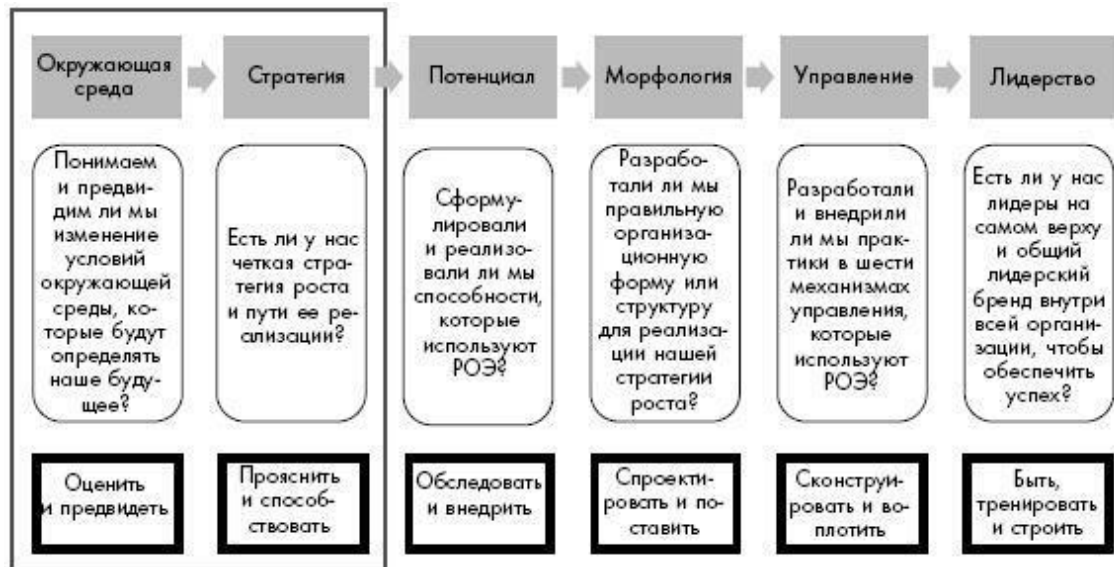 Окружающая
среда
Стратегия
Потенциал
Морфология
Управление
Лидерство
Понимаем
и предви-
дим ли мы
изменение
условий
окружающей
среды, ко-
торые будут
определять
наше буду-
щее?
Есть ли у нас
четкая стра-
тегия роста
и пути ее ре-
ализации?
Сформу-
лировали
и реализо-
вали ли мы
способности,
которые
используют
РОЭ?
Разрабо-
тали ли мы
правильную
организа-
ционную
форму или
структуру
для реализа-
ции нашей
стратегии
роста?
Разработали
и внедрили
ли мы прак-
тики в шести
механизмах
управления,
которые
используют
РОЭ?
Есть ли у нас
лидеры на
самом верху
и общий
лидерский
бренд внутри
всей органи-
зации, чтобы
обеспечить
успех?
Оценить
и предвидеть
Прояснить
и способ-
ствовать
Обследовать
и внедрить
Спроекти-
ровать и по-
ставить
Сконструи-
ровать и во-
плотить
Быть,
тренировать
и строить